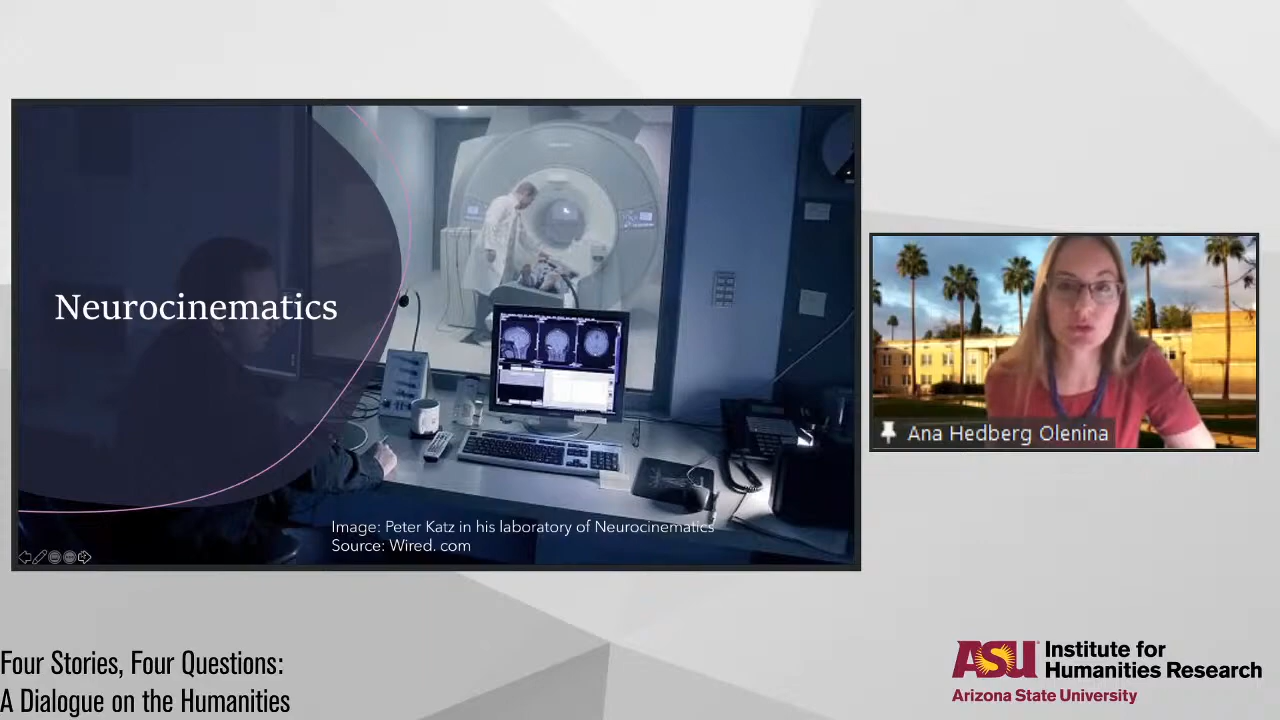 Neurocinematics
Image: Peter Katz in his laboratory of Neurocinematics
Source: Wired. com
Ana Hedberg Olenina
Four Stories, Four Questions:
A Dialogue on the Humanities
ASU Institute for
Humanities Research
Arizona State University